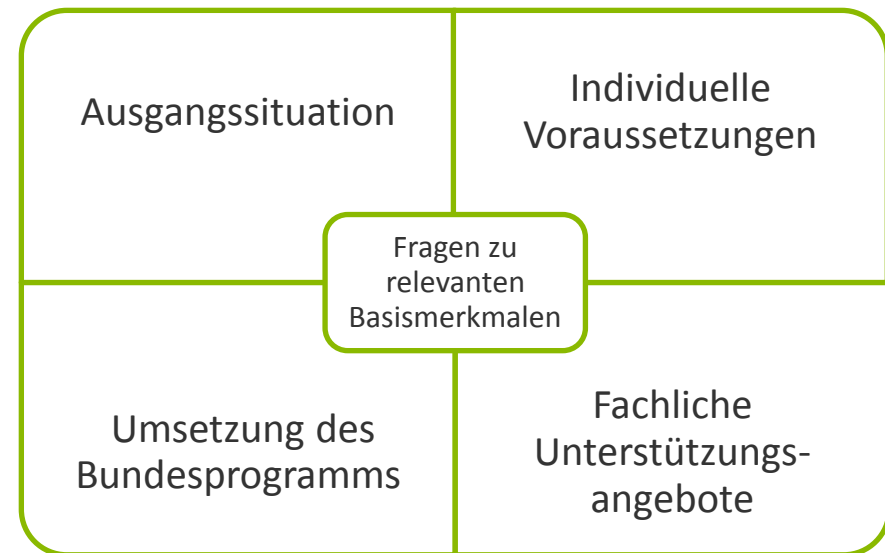 Ausgangssituation
Individuelle
Voraussetzungen
Fragen zu
relevanten
Basismerkmalen
Umsetzung des
Bundesprogramms
Fachliche
Unterstützungs-
angebote